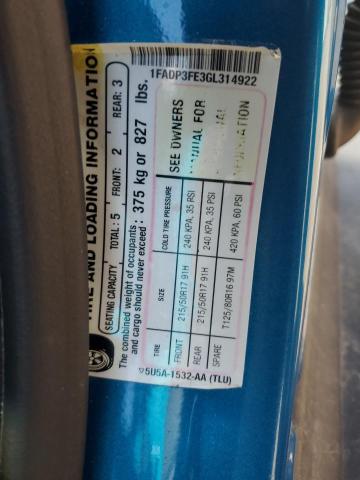 TIRE AND LOADING INFORMATION
SEATING CAPACITY TOTAL: 5 FRONT: 2 REAR: 3
The combined weight of occupants and cargo should never exceed : 375 kg or 827 lbs.
TIRE SIZE COLD TIRE PRESSURE
FRONT 215/50R17 91H 240 KPA, 35 PSI
REAR 215/50R17 91H 240 KPA, 35 PSI
SPARE T125/80R16 97M 420 KPA, 60 PSI
SEE OWNERS
MANUAL FOR
INFORMATION
1FADP3FE3GL314922
5U5A-1532-AA (TLU)